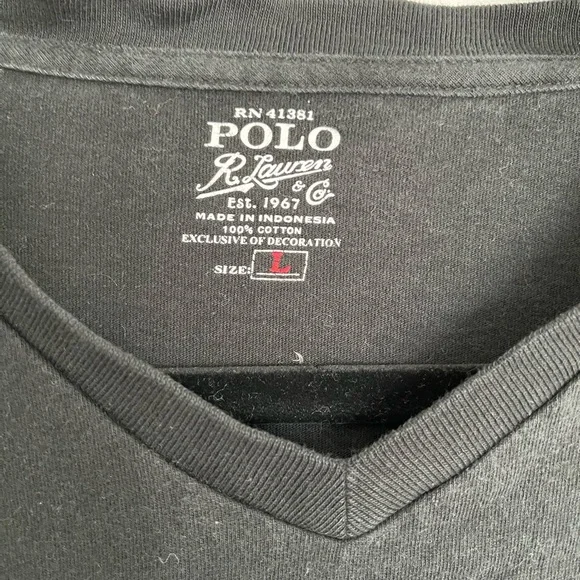 RN 41381
POLO
R. Lauren
& Co.
EST. 1967
MADE IN INDONESIA
100% COTTON
EXCLUSIVE OF DECORATION
SIZE: L